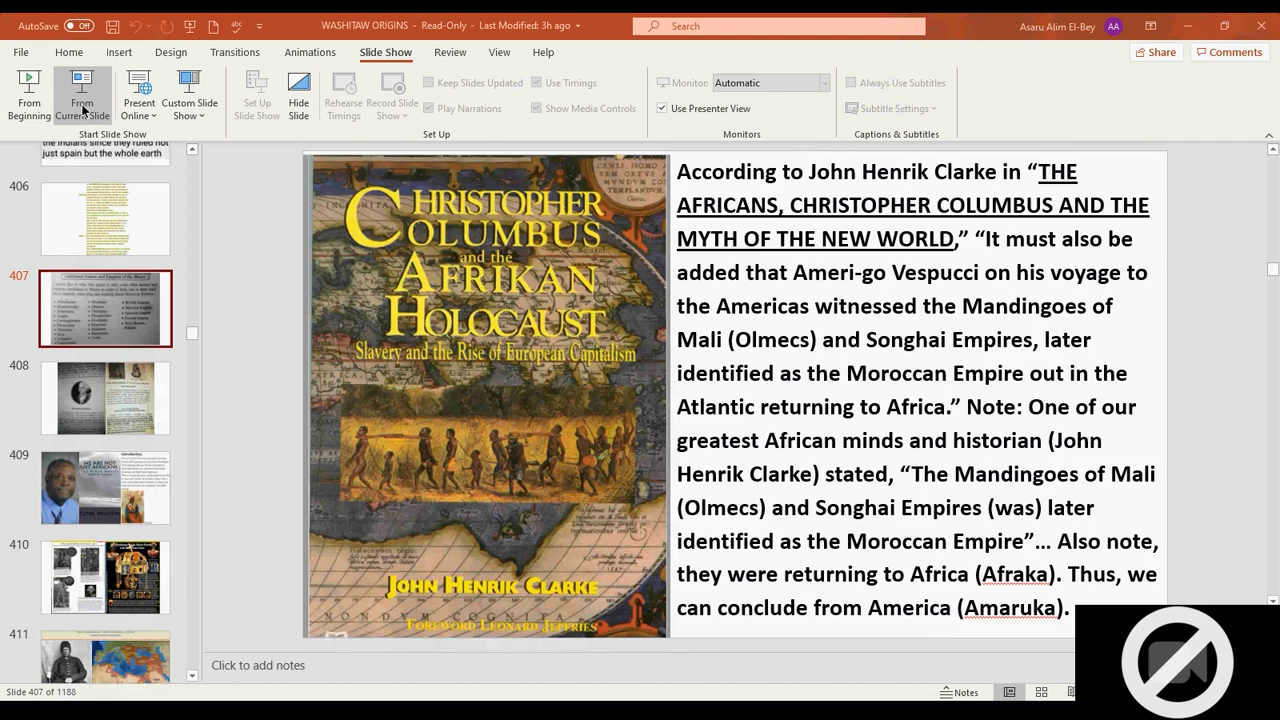 AutoSave Off
WASHITAW ORIGINS - Read-Only - Last Modified: 3h ago
Search
Asaru Alim El-Bey AA
File Home Insert Design Transitions Animations Slide Show Review View Help
Share Comments
From Beginning
From Current Slide
Present Online
Custom Slide Show
Set Up Slide Show
Hide Slide
Rehearse Timings
Record Slide Show
Keep Slides Updated
Play Narrations
Use Timings
Show Media Controls
Monitor: Automatic
Use Presenter View
Always Use Subtitles
Subtitle Settings
Start Slide Show Set Up Monitors Captions & Subtitles
the Indians since they ruled not
just spain but the whole earth
406
407
408
409
410
411
CHRISTOPHER
COLUMBUS
and the
AFRIKAN
HOLOCAUST
Slavery and the Rise of European Capitalism
JOHN HENRIK CLARKE
FOREWORD LEONARD JEFFRIES
According to John Henrik Clarke in “THE
AFRICANS, CHRISTOPHER COLUMBUS AND THE
MYTH OF THE NEW WORLD,” “It must also be
added that Ameri-go Vespucci on his voyage to
the Americas witnessed the Mandingoes of
Mali (Olmecs) and Songhai Empires, later
identified as the Moroccan Empire out in the
Atlantic returning to Africa.” Note: One of our
greatest African minds and historian (John
Henrik Clarke) stated, “The Mandingoes of Mali
(Olmecs) and Songhai Empires (was) later
identified as the Moroccan Empire”... Also note,
they were returning to Africa (Afraka). Thus, we
can conclude from America (Amaruka).
Click to add notes
Slide 407 of 1188
Notes